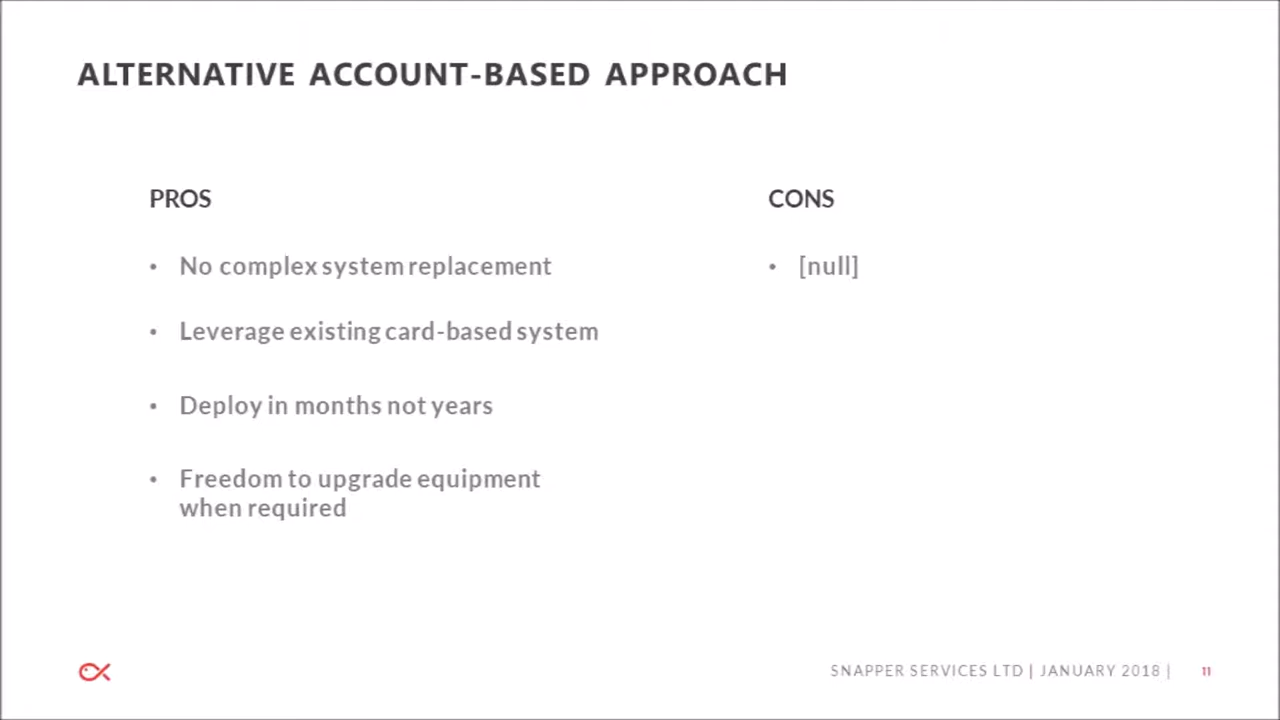 ALTERNATIVE ACCOUNT-BASED APPROACH
PROS
• No complex system replacement
• Leverage existing card-based system
• Deploy in months not years
• Freedom to upgrade equipment
when required
CONS
• [null]
SNAPPER SERVICES LTD | JANUARY 2018 | 11